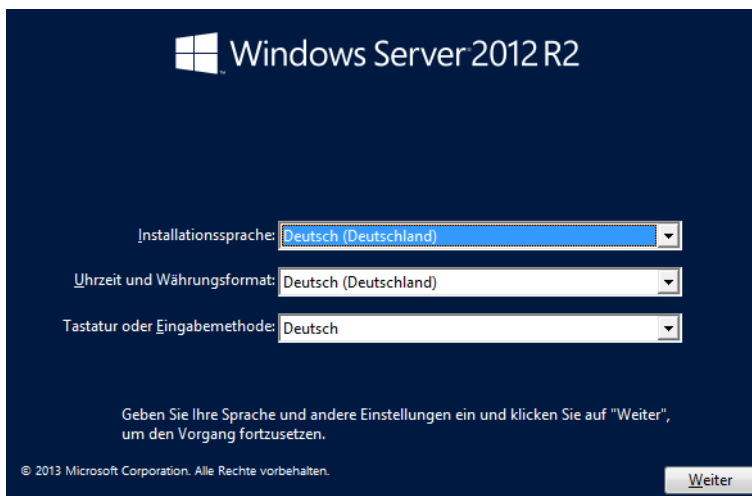 Windows Server 2012 R2
Installationssprache: Deutsch (Deutschland)
Uhrzeit und Währungsformat: Deutsch (Deutschland)
Tastatur oder Eingabemethode: Deutsch
Geben Sie Ihre Sprache und andere Einstellungen ein und klicken Sie auf "Weiter",
um den Vorgang fortzusetzen.
© 2013 Microsoft Corporation. Alle Rechte vorbehalten.
Weiter